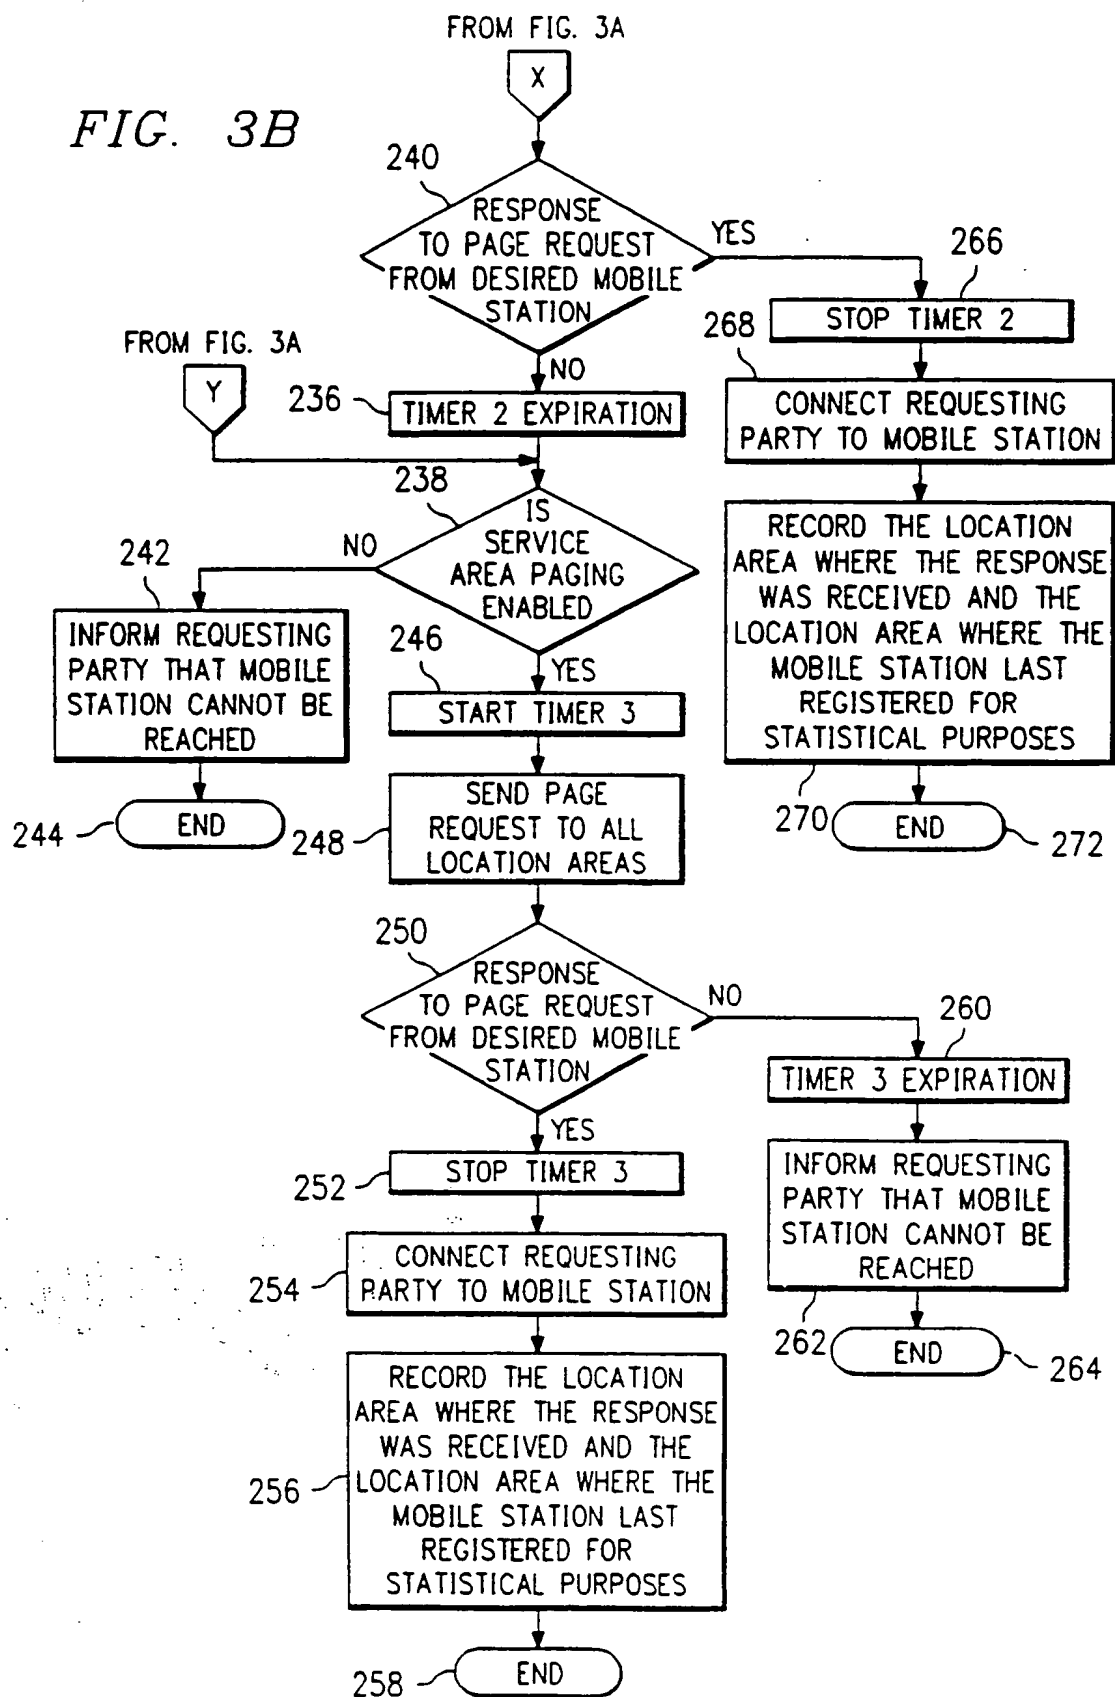 FROM FIG. 3A
X
FIG. 3B
240
RESPONSE
TO PAGE REQUEST
FROM DESIRED MOBILE
STATION
YES
266
STOP TIMER 2
268
CONNECT REQUESTING
PARTY TO MOBILE STATION
RECORD THE LOCATION
AREA WHERE THE RESPONSE
WAS RECEIVED AND THE
LOCATION AREA WHERE THE
MOBILE STATION LAST
REGISTERED FOR
STATISTICAL PURPOSES
270
END
272
NO
FROM FIG. 3A
Y
236
TIMER 2 EXPIRATION
238
IS
SERVICE
AREA PAGING
ENABLED
NO
242
INFORM REQUESTING
PARTY THAT MOBILE
STATION CANNOT BE
REACHED
244
END
YES
246
START TIMER 3
248
SEND PAGE
REQUEST TO ALL
LOCATION AREAS
250
RESPONSE
TO PAGE REQUEST
FROM DESIRED MOBILE
STATION
NO
260
TIMER 3 EXPIRATION
INFORM REQUESTING
PARTY THAT MOBILE
STATION CANNOT BE
REACHED
262
END
264
YES
252
STOP TIMER 3
254
CONNECT REQUESTING
PARTY TO MOBILE STATION
256
RECORD THE LOCATION
AREA WHERE THE RESPONSE
WAS RECEIVED AND THE
LOCATION AREA WHERE THE
MOBILE STATION LAST
REGISTERED FOR
STATISTICAL PURPOSES
258
END